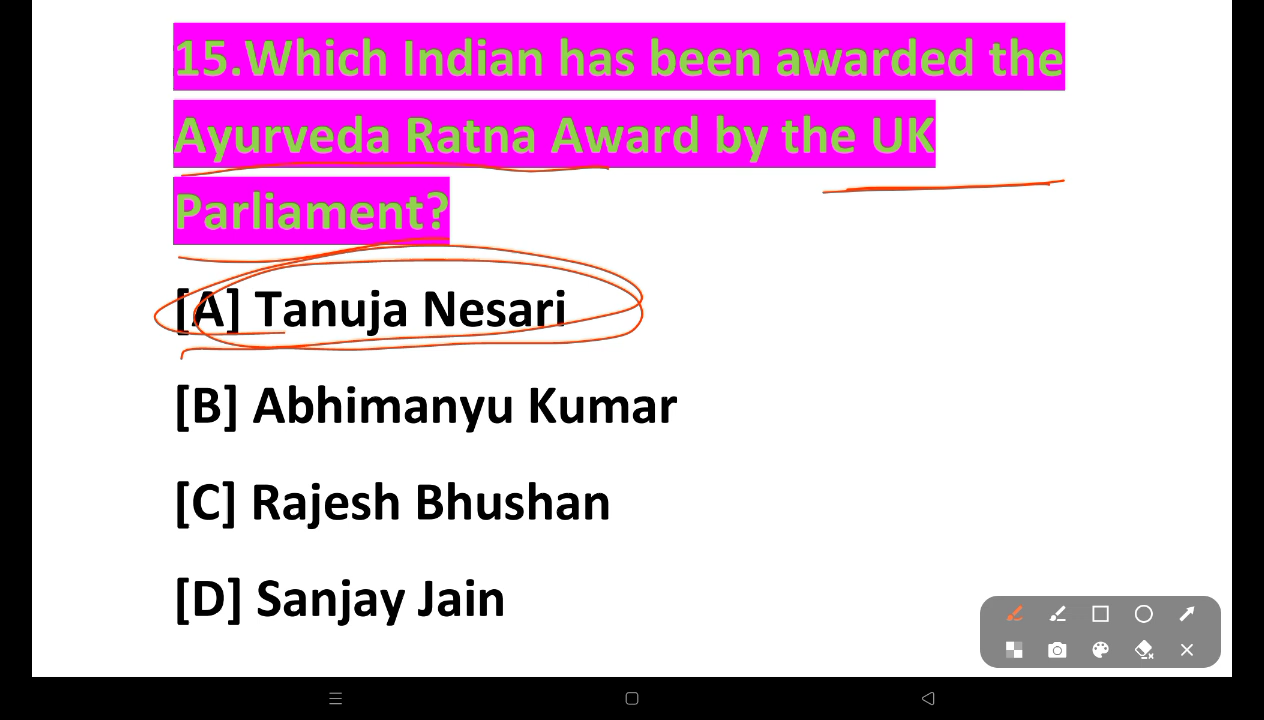 15.Which Indian has been awarded the
Ayurveda Ratna Award by the UK
Parliament?
[A] Tanuja Nesari
[B] Abhimanyu Kumar
[C] Rajesh Bhushan
[D] Sanjay Jain